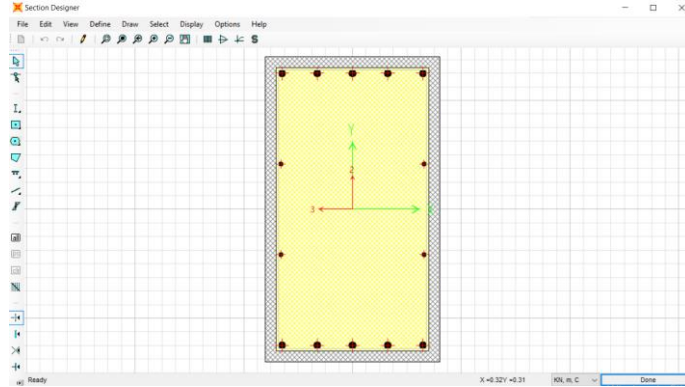 Section Designer
File Edit View Define Draw Select Display Options Help
Y
2
3
Ready
X =0.32Y =0.31
KN, m, C
Done